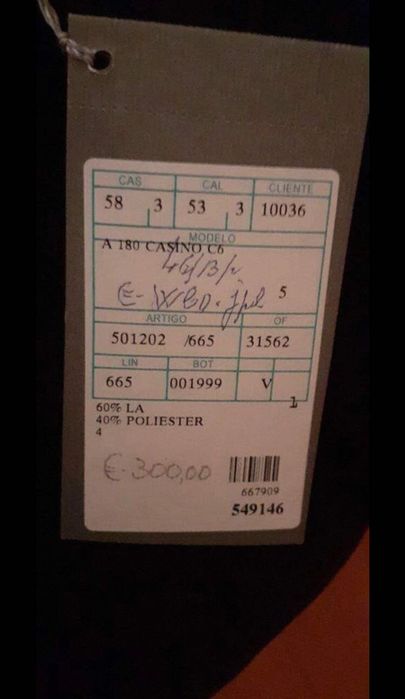 CAS CAL CLIENTE
58 3 53 3 10036
MODELO
A 180 CASINO C6
5
ARTIGO OF
501202 /665 31562
LIN BOT
665 001999 V
1
60% LA
40% POLIESTER
4
€-300,00
667909
549146